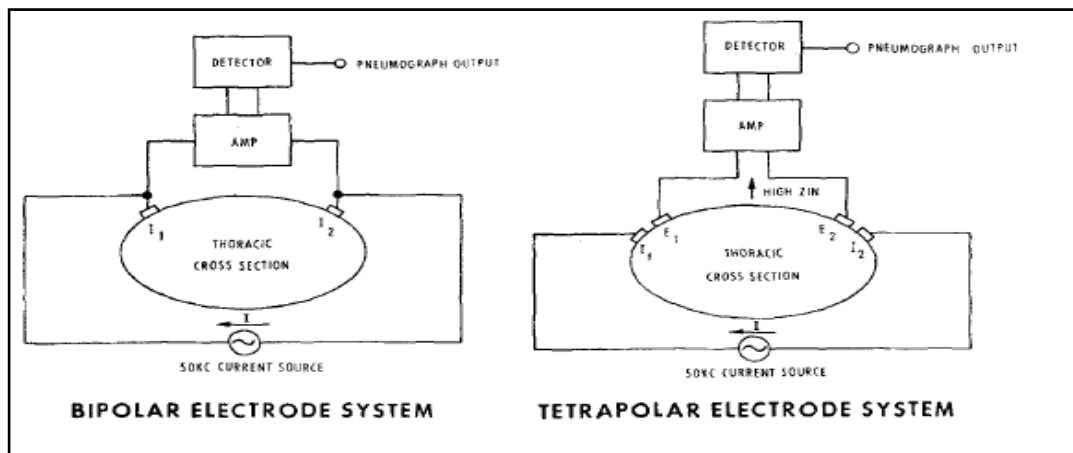 DETECTOR
PNEUMOGRAPH OUTPUT
AMP
I1
I2
THORACIC
CROSS SECTION
I
50KC CURRENT SOURCE
BIPOLAR ELECTRODE SYSTEM
DETECTOR
PNEUMOGRAPH OUTPUT
AMP
HIGH ZIN
E1
E2
I1
I2
THORACIC
CROSS SECTION
I
50KC CURRENT SOURCE
TETRAPOLAR ELECTRODE SYSTEM